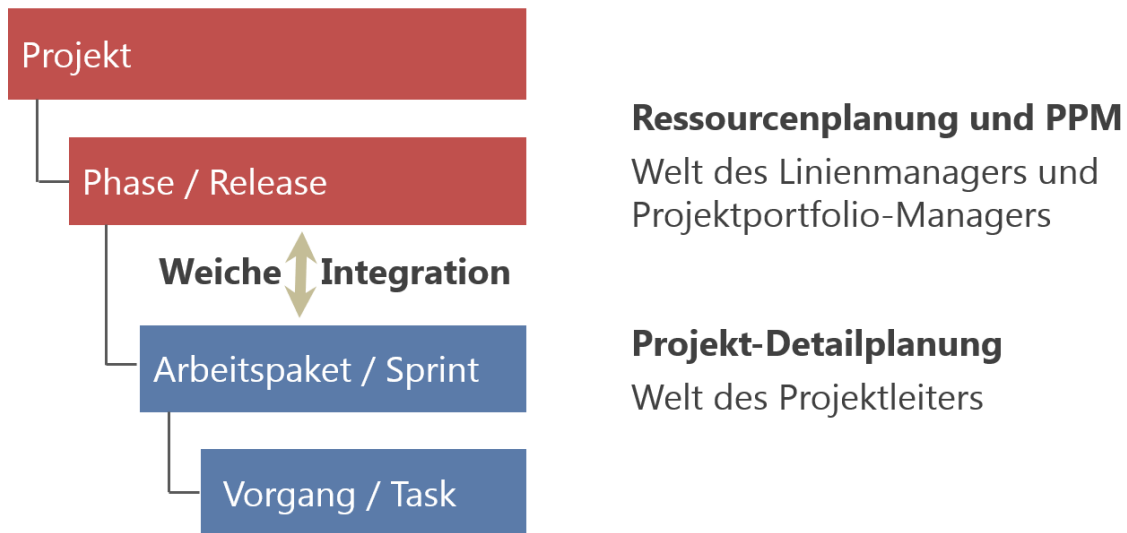 Projekt
Phase / Release
Weiche Integration
Arbeitspaket / Sprint
Vorgang / Task
Ressourcenplanung und PPM
Welt des Linienmanagers und
Projektportfolio-Managers
Projekt-Detailplanung
Welt des Projektleiters